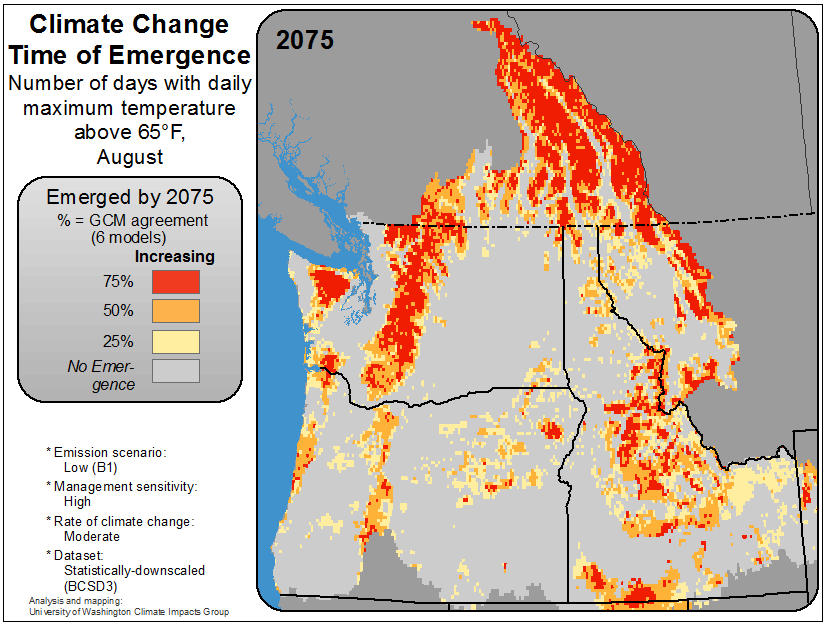 Climate Change
Time of Emergence
Number of days with daily
maximum temperature
above 65°F,
August
2075
Emerged by 2075
% = GCM agreement
(6 models)
Increasing
75%
50%
25%
No Emer-
gence
* Emission scenario:
Low (B1)
* Management sensitivity:
High
* Rate of climate change:
Moderate
* Dataset:
Statistically-downscaled
(BCSD3)
Analysis and mapping:
University of Washington Climate Impacts Group